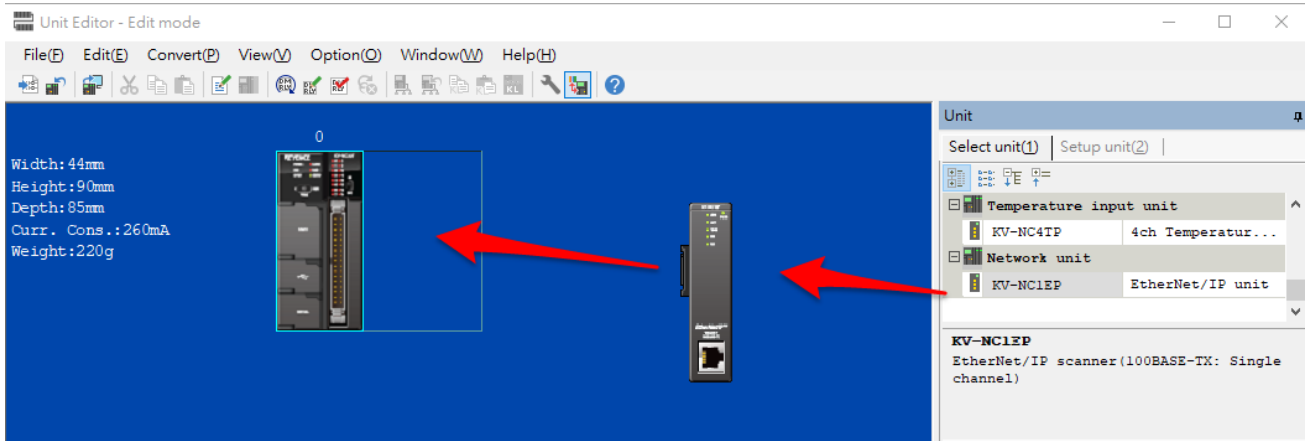 Unit Editor - Edit mode
File(F) Edit(E) Convert(P) View(V) Option(O) Window(W) Help(H)
0
Width:44mm
Height:90mm
Depth:85mm
Curr. Cons.:260mA
Weight:220g
KEYENCE
Unit
Select unit(1) Setup unit(2)
Temperature input unit
KV-NC4TP 4ch Temperatur...
Network unit
KV-NC1EP EtherNet/IP unit
KV-NC1EP
EtherNet/IP scanner(100BASE-TX: Single
channel)